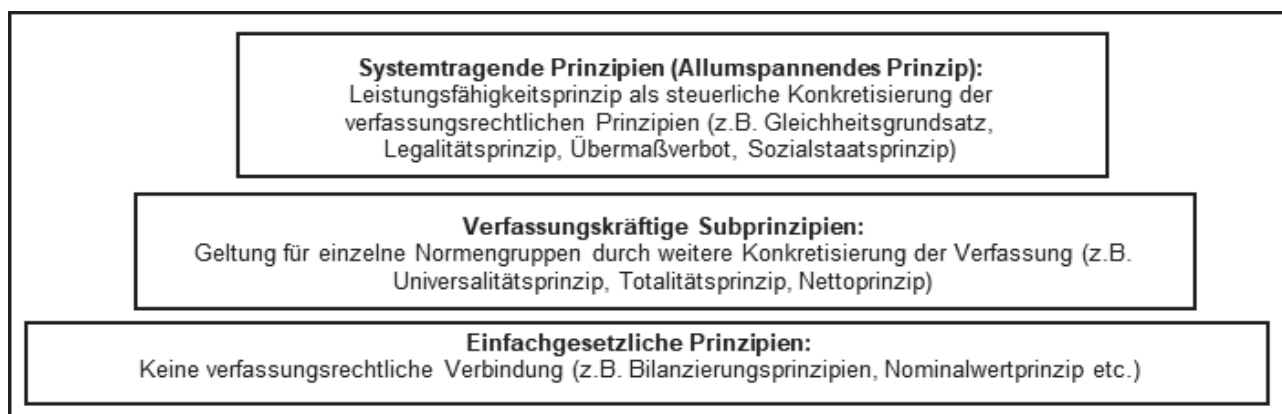 Systemtragende Prinzipien (Allumspannendes Prinzip):
Leistungsfähigkeitsprinzip als steuerliche Konkretisierung der
verfassungsrechtlichen Prinzipien (z.B. Gleichheitsgrundsatz,
Legalitätsprinzip, Übermaßverbot, Sozialstaatsprinzip)
Verfassungskräftige Subprinzipien:
Geltung für einzelne Normengruppen durch weitere Konkretisierung der Verfassung (z.B.
Universalitätsprinzip, Totalitätsprinzip, Nettoprinzip)
Einfachgesetzliche Prinzipien:
Keine verfassungsrechtliche Verbindung (z.B. Bilanzierungsprinzipien, Nominalwertprinzip etc.)